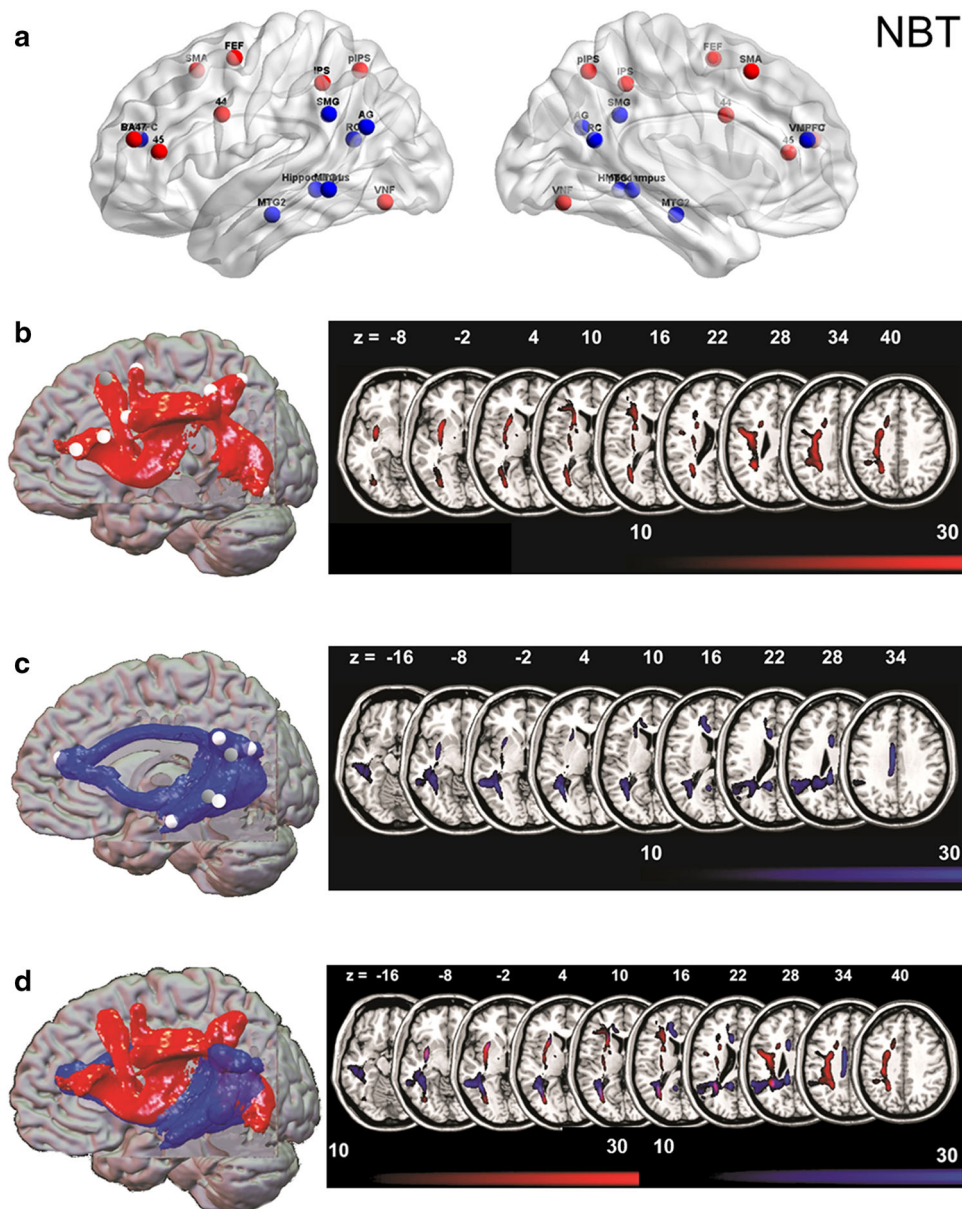 a
NBT
FEF
SMA
pIPS
IPS
44
SMG
AG
45
VNF
MTG2
pIPS
FEF
SMA
IPS
SMG
44
AG
RC
45
VMPFC
VNF
MTG2
b
z = -8 -2 4 10 16 22 28 34 40
10 30
c
z = -16 -8 -2 4 10 16 22 28 34
10 30
d
z = -16 -8 -2 4 10 16 22 28 34 40
10 30 10 30